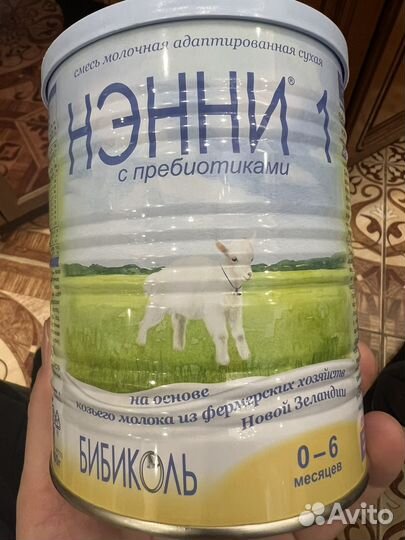 смесь молочная адаптированная сухая
НЭННИ® 1
с пребиотиками
на основе
козьего молока из фермерских хозяйств
Новой Зеландии
БИБИКОЛЬ
0–6
месяцев
Avito